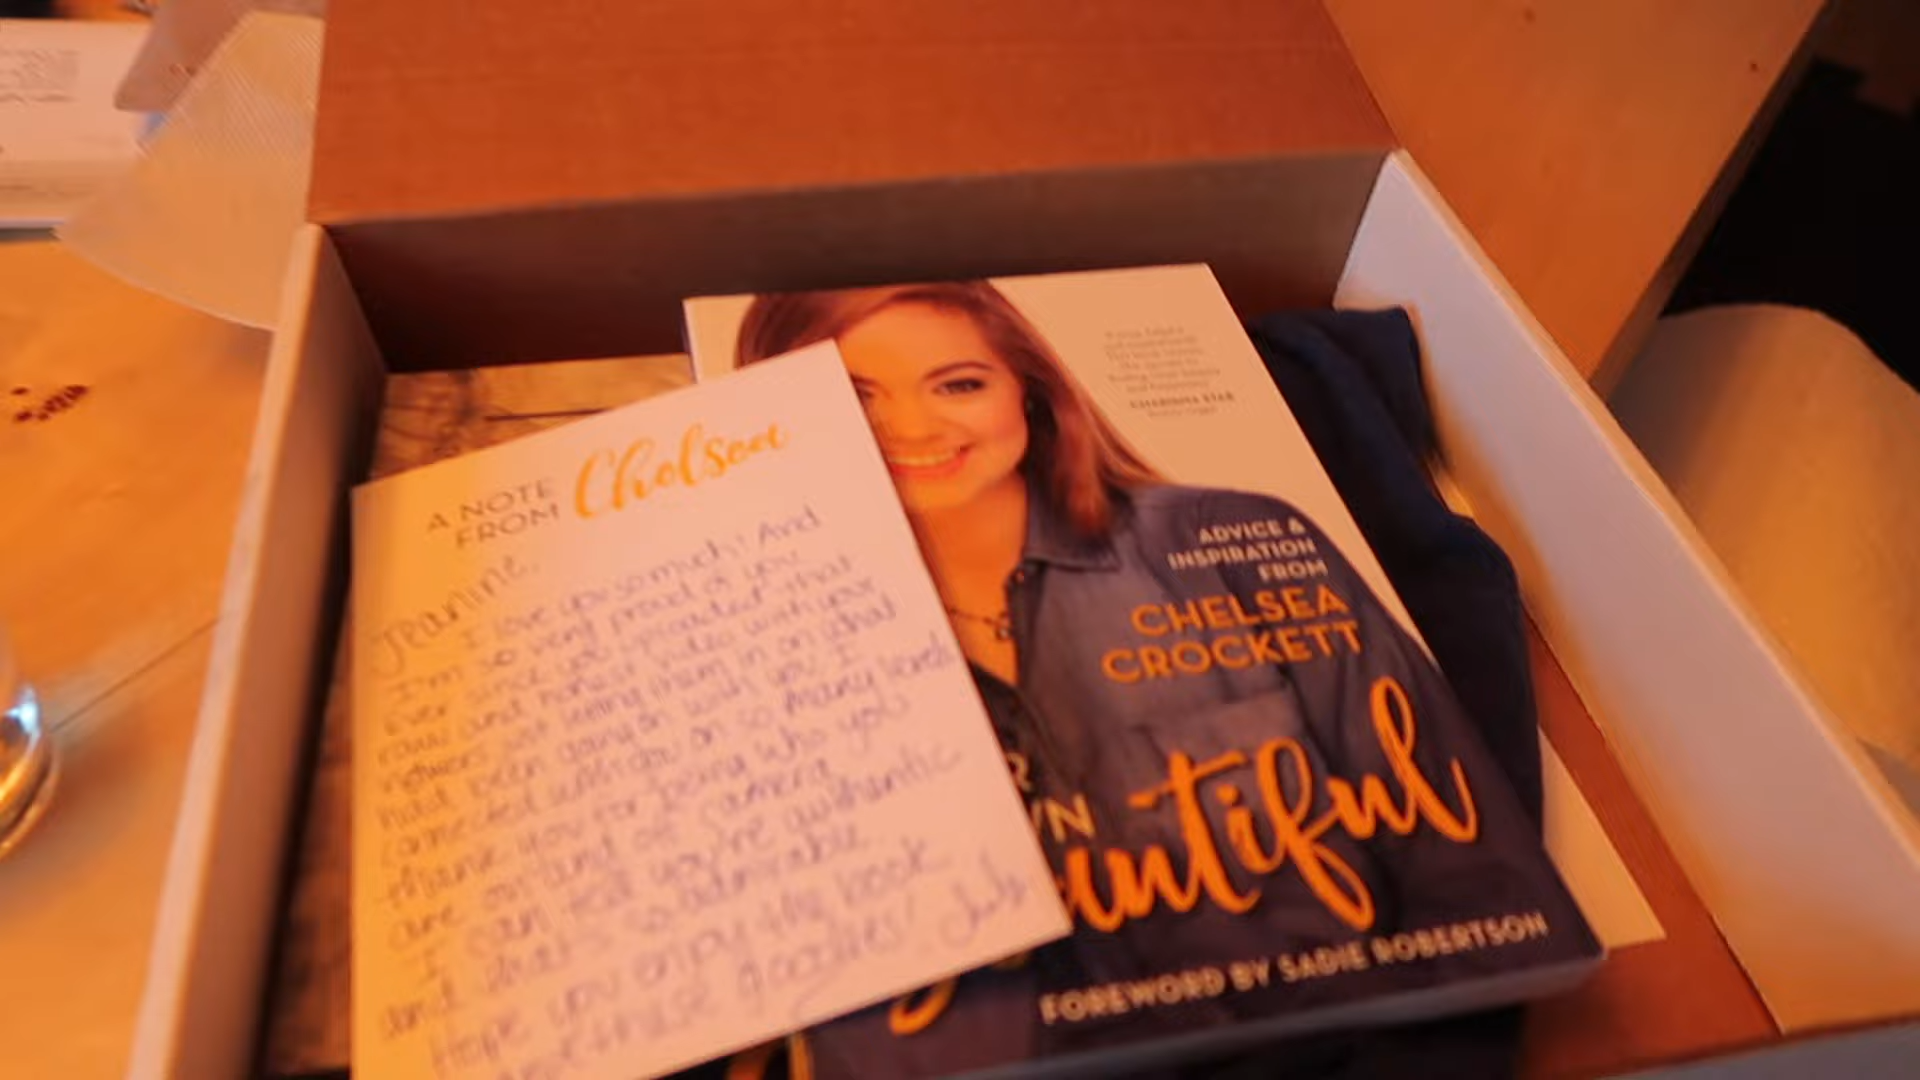 A NOTE
FROM Chelsea
Jeanine,
I love you so much! And
I'm so very proud of you
ever since you uploaded that
raw and honest video with your
viewers just letting them in on what
had been going on with you I
connected with you on so many levels
thank you for being who you
are on and off camera
I can tell you're authentic
and that's so admirable
Hope you enjoy the book
and these goodies!
CHARISMA STAR
ADVICE &
INSPIRATION
FROM
CHELSEA
CROCKETT
R
WN
autiful
FOREWORD BY SADIE ROBERTSON